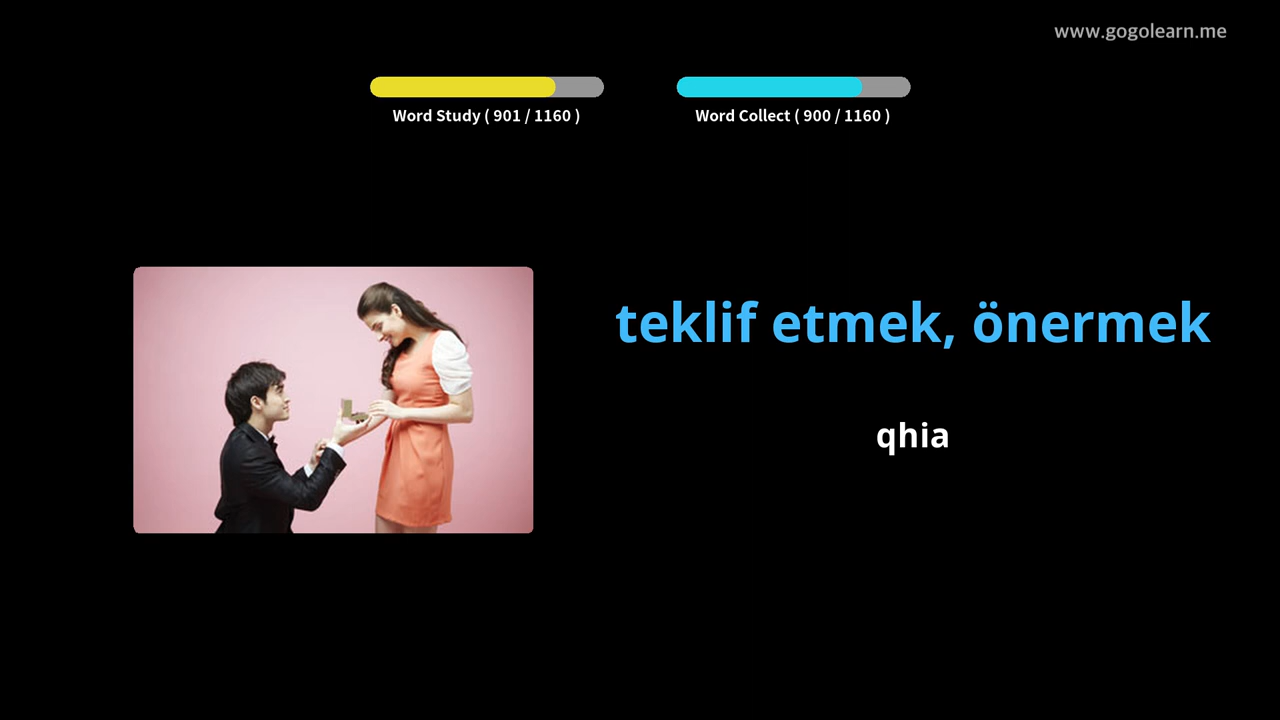 www.gogolearn.me
Word Study ( 901 / 1160 )
Word Collect ( 900 / 1160 )
teklif etmek, önermek
qhia